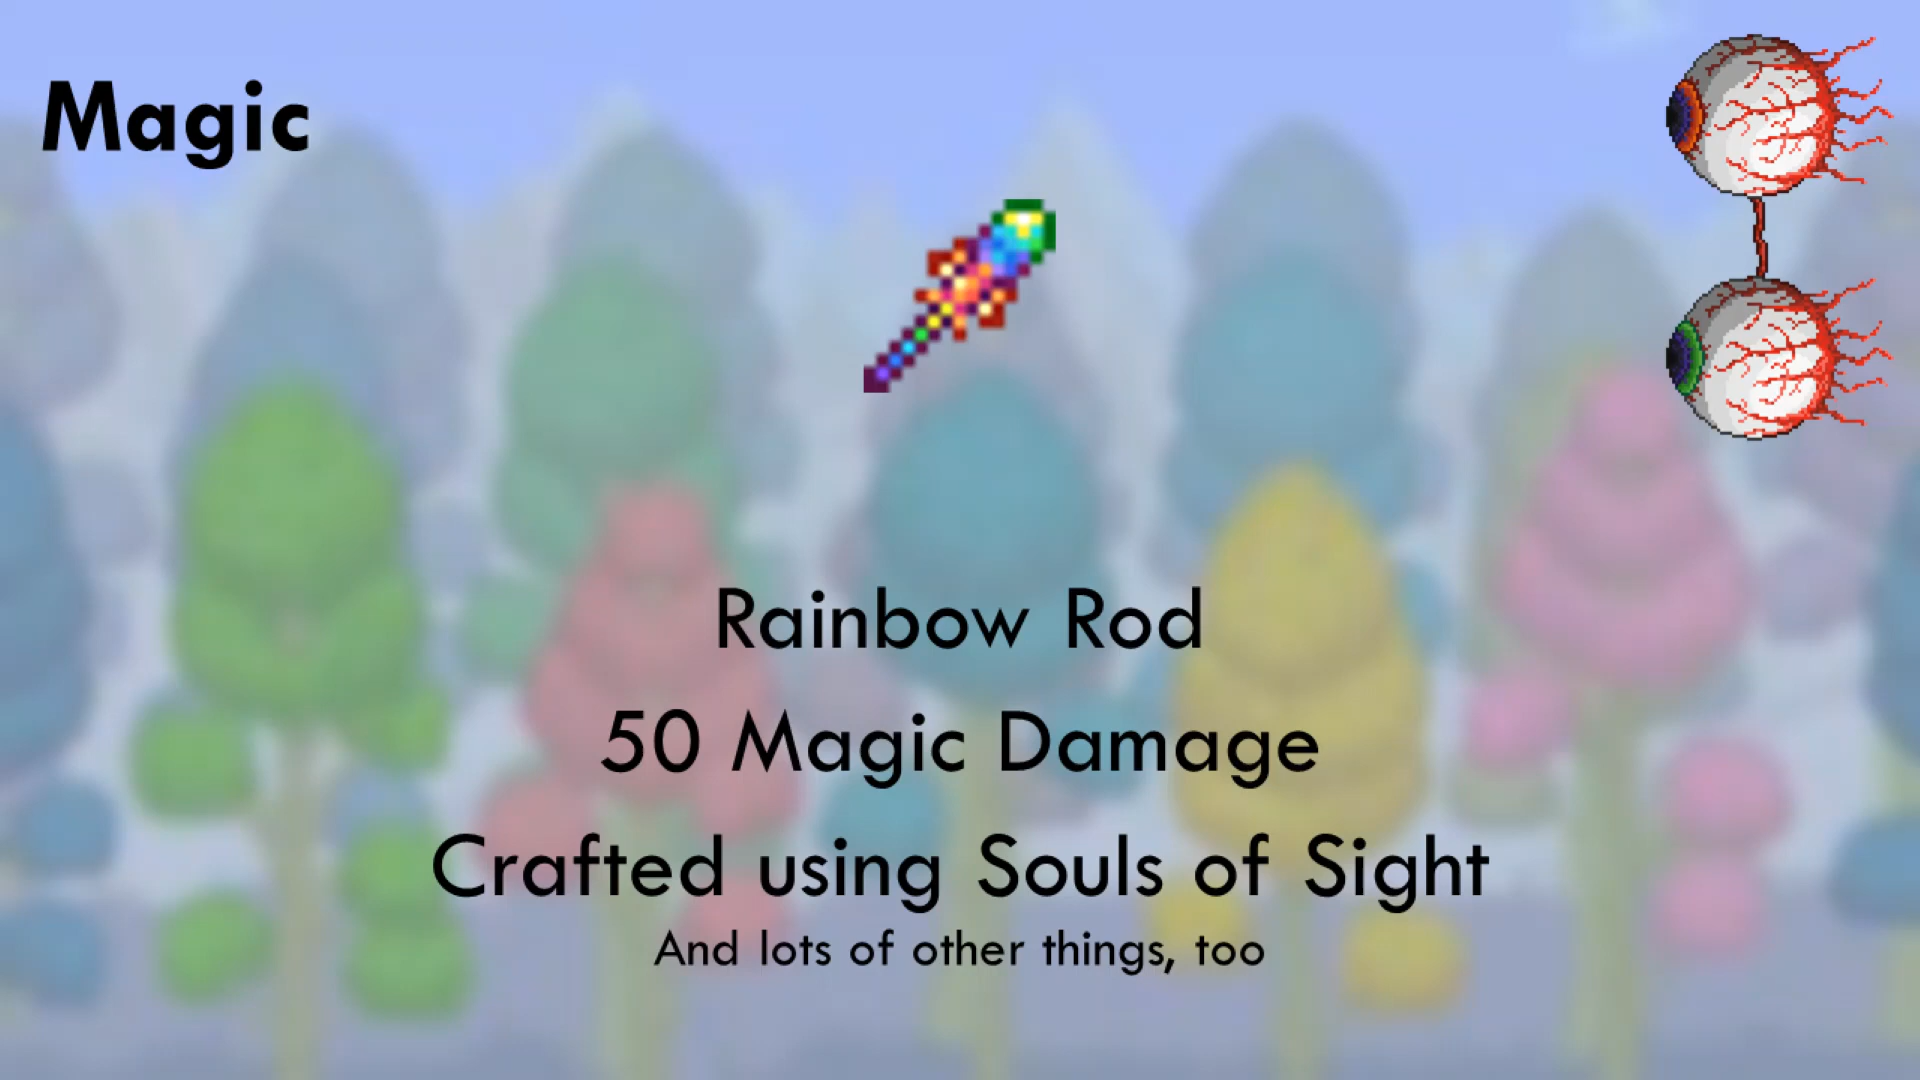 Magic
Rainbow Rod
50 Magic Damage
Crafted using Souls of Sight
And lots of other things, too